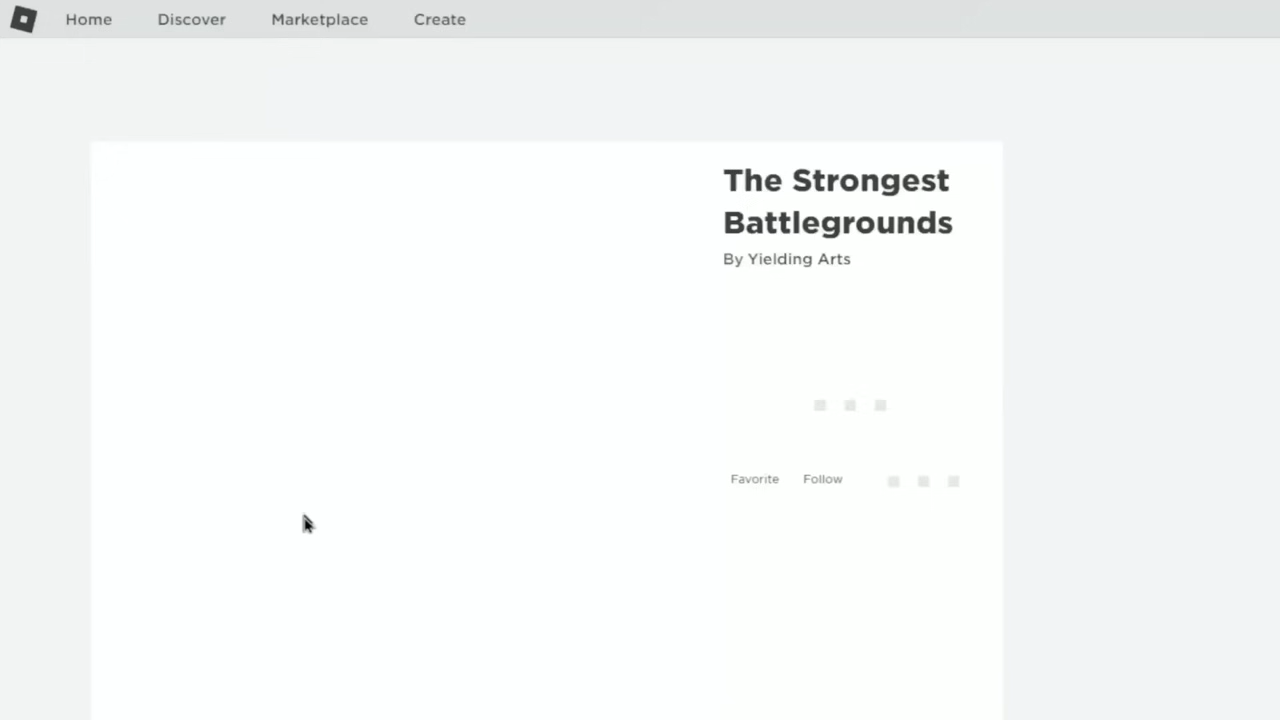 Home Discover Marketplace Create
The Strongest
Battlegrounds
By Yielding Arts
Favorite Follow